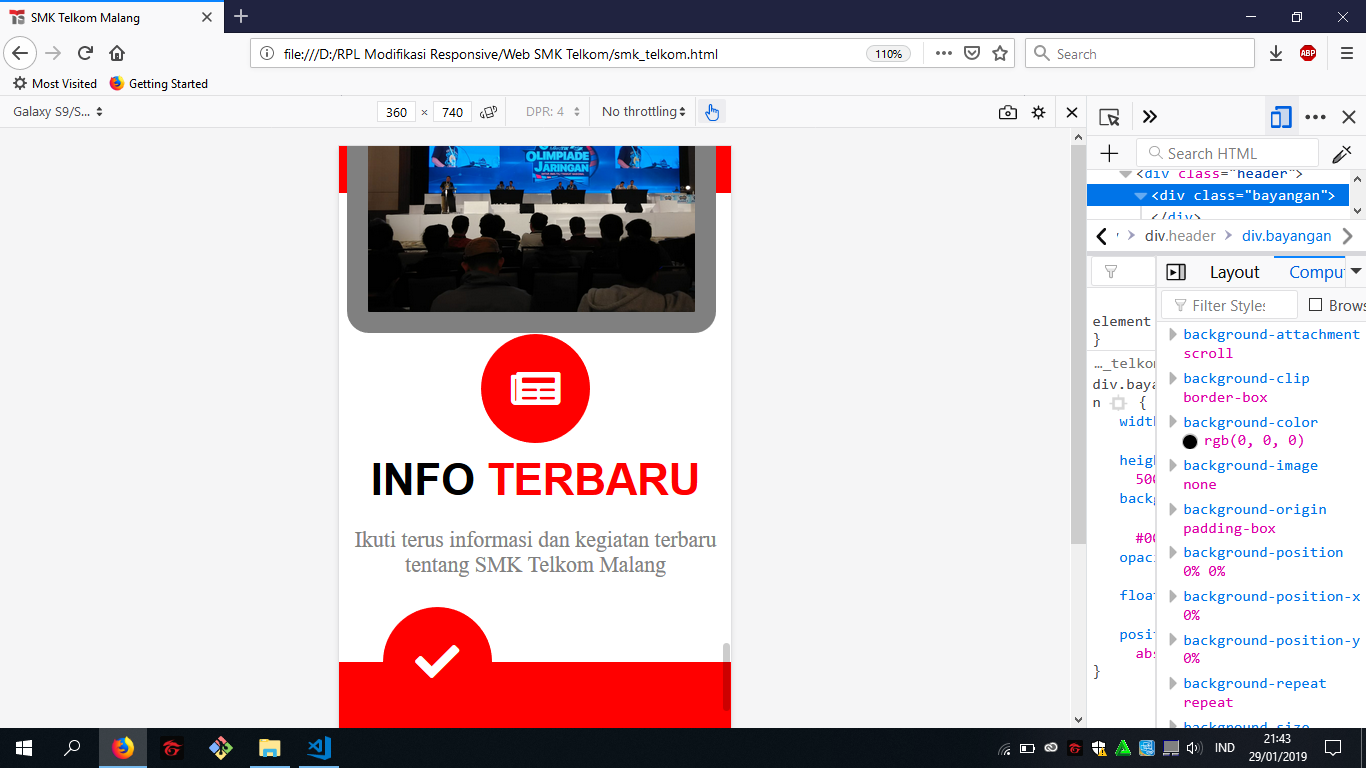 SMK Telkom Malang
file:///D:/RPL Modifikasi Responsive/Web SMK Telkom/smk_telkom.html
110%
Search
ABP
Most Visited
Getting Started
Galaxy S9/S...
360 × 740
DPR: 4
No throttling
Search HTML
<div class="header">
<div class="bayangan">
</div>
div.header
div.bayangan
Layout
Compu
Filter Styles
Brows
element
}
…_telkom
div.baya
n {
width
heigh
500
backg
#00
opaci
float
posit
abs
}
background-attachment
scroll
background-clip
border-box
background-color
rgb(0, 0, 0)
background-image
none
background-origin
padding-box
background-position
0% 0%
background-position-x
0%
background-position-y
0%
background-repeat
repeat
background-size
OLIMPIADE
JARINGAN
INFO TERBARU
Ikuti terus informasi dan kegiatan terbaru
tentang SMK Telkom Malang
IND
21:43
29/01/2019